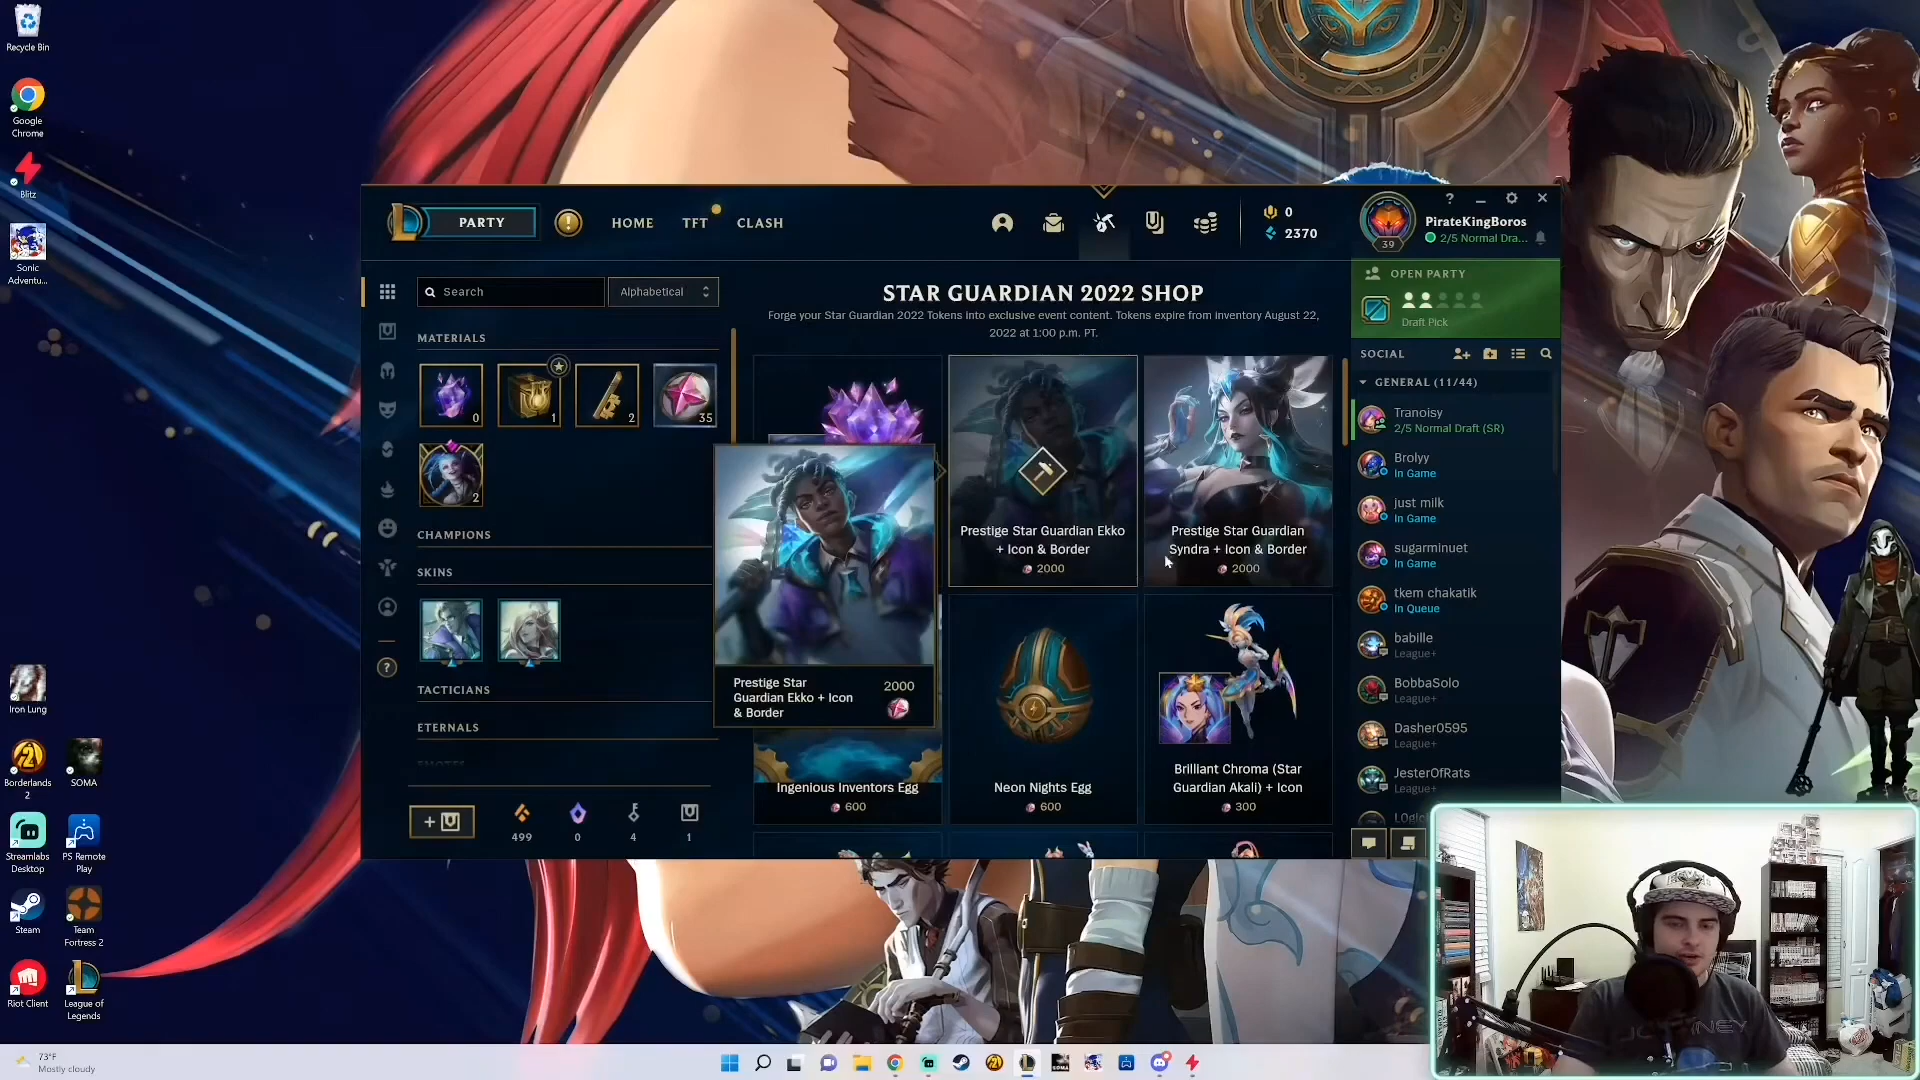 Recycle Bin
Google
Chrome
Blitz
Sonic
Adventu...
Iron Lung
Borderlands
2
SOMA
Streamlabs
Desktop
PS Remote
Play
Steam
Team
Fortress 2
Riot Client
League of
Legends
PARTY
HOME
TFT
CLASH
0
2370
39
PirateKingBoros
2/5 Normal Dra...
Search
Alphabetical
MATERIALS
0
1
2
35
2
CHAMPIONS
SKINS
TACTICIANS
ETERNALS
499
0
4
1
STAR GUARDIAN 2022 SHOP
Forge your Star Guardian 2022 Tokens into exclusive event content. Tokens expire from inventory August 22,
2022 at 1:00 p.m. PT.
Prestige Star
Guardian Ekko + Icon
& Border
2000
Prestige Star Guardian Ekko
+ Icon & Border
2000
Prestige Star Guardian
Syndra + Icon & Border
2000
Ingenious Inventors Egg
600
Neon Nights Egg
600
Brilliant Chroma (Star
Guardian Akali) + Icon
300
OPEN PARTY
Draft Pick
SOCIAL
GENERAL (11/44)
Tranoisy
2/5 Normal Draft (SR)
Brolyy
In Game
just milk
In Game
sugarminuet
In Game
tkem chakatik
In Queue
babille
League+
BobbaSolo
League+
Dasher0595
League+
JesterOfRats
League+
73°F
Mostly cloudy
SOMA